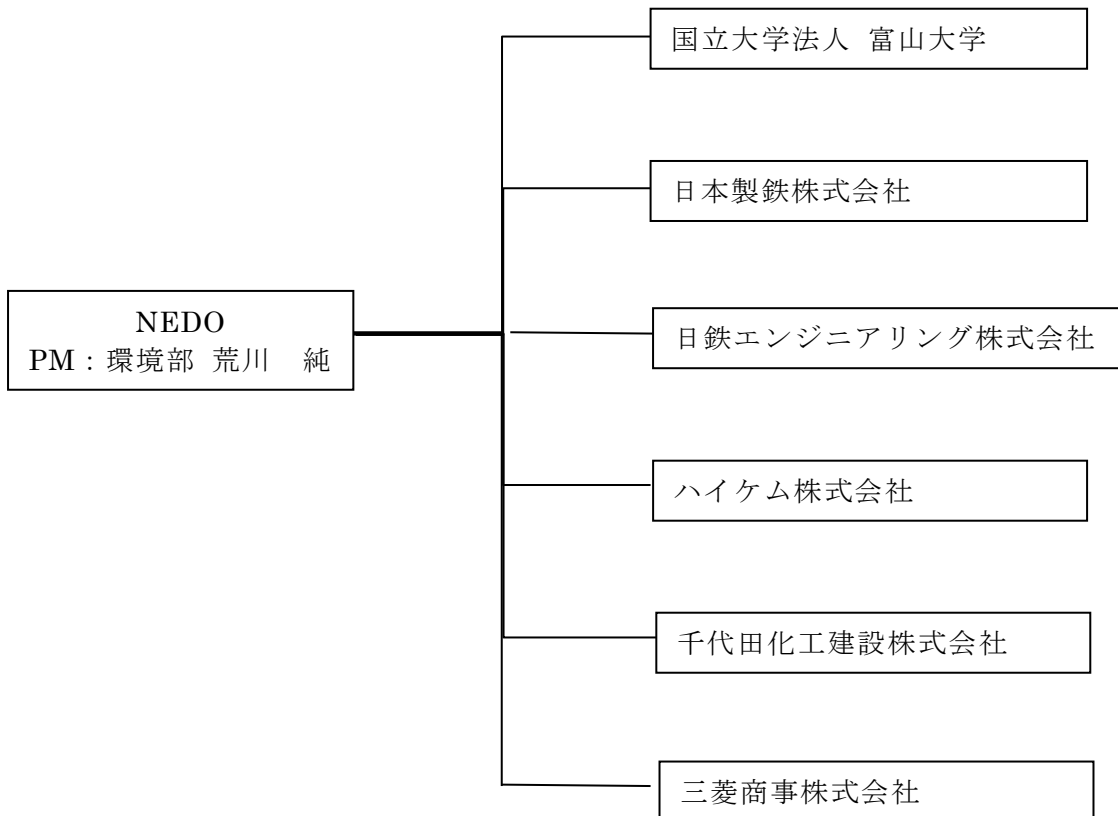 国立大学法人 富山大学
日本製鉄株式会社
NEDO
PM：環境部 荒川　純
日鉄エンジニアリング株式会社
ハイケム株式会社
千代田化工建設株式会社
三菱商事株式会社